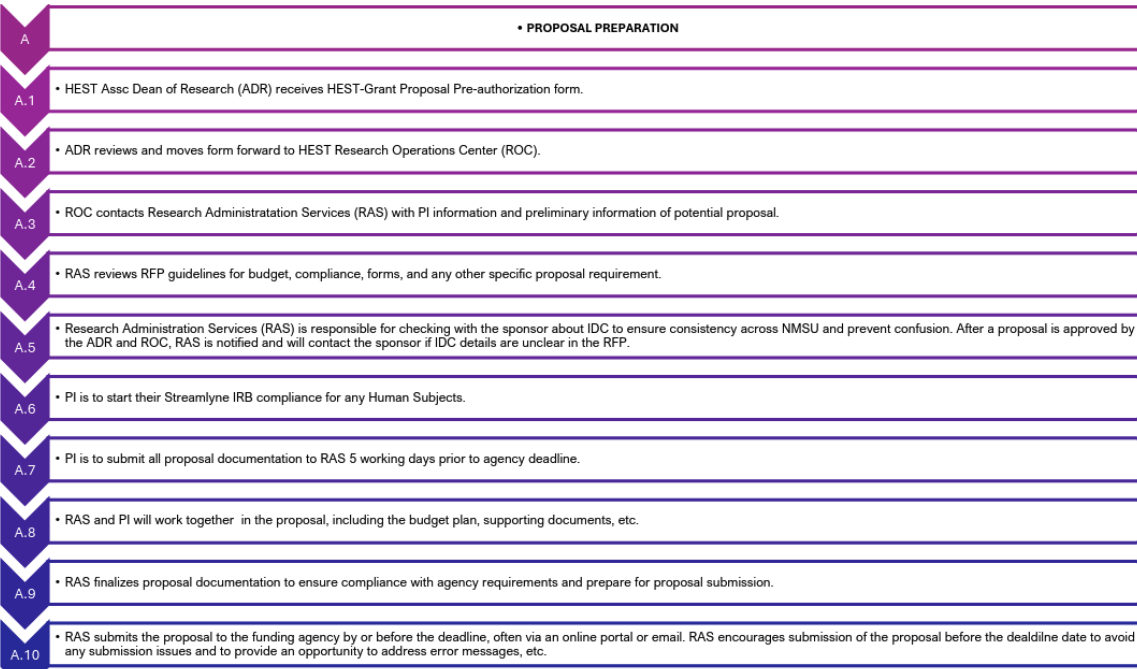 A
• PROPOSAL PREPARATION
A.1
• HEST Assc Dean of Research (ADR) receives HEST-Grant Proposal Pre-authorization form.
A.2
• ADR reviews and moves form forward to HEST Research Operations Center (ROC).
A.3
• ROC contacts Research Administratation Services (RAS) with PI information and preliminary information of potential proposal.
A.4
• RAS reviews RFP guidelines for budget, compliance, forms, and any other specific proposal requirement.
A.5
• Research Administration Services (RAS) is responsible for checking with the sponsor about IDC to ensure consistency across NMSU and prevent confusion. After a proposal is approved by
the ADR and ROC, RAS is notified and will contact the sponsor if IDC details are unclear in the RFP.
A.6
• PI is to start their Streamlyne IRB compliance for any Human Subjects.
A.7
• PI is to submit all proposal documentation to RAS 5 working days prior to agency deadline.
A.8
• RAS and PI will work together in the proposal, including the budget plan, supporting documents, etc.
A.9
• RAS finalizes proposal documentation to ensure compliance with agency requirements and prepare for proposal submission.
A.10
• RAS submits the proposal to the funding agency by or before the deadline, often via an online portal or email. RAS encourages submission of the proposal before the dealdilne date to avoid
any submission issues and to provide an opportunity to address error messages, etc.